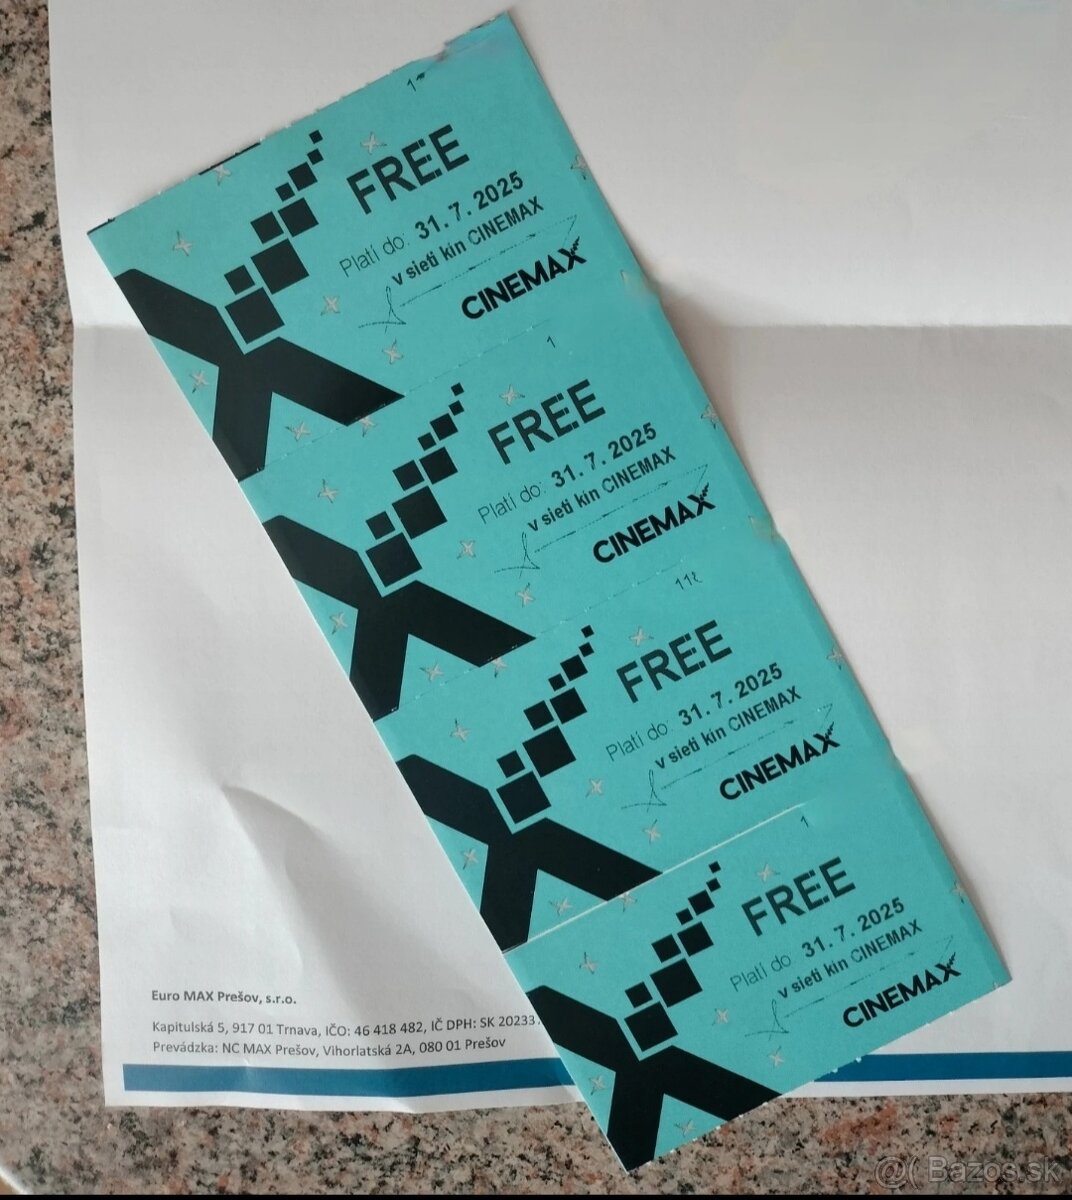 FREE
Platí do: 31. 7. 2025
v sieti kín CINEMAX
CINEMAX
1
FREE
Platí do: 31. 7. 2025
v sieti kín CINEMAX
CINEMAX
FREE
Platí do: 31. 7. 2025
v sieti kín CINEMAX
CINEMAX
1
FREE
Platí do: 31. 7. 2025
v sieti kín CINEMAX
CINEMAX
Euro MAX Prešov, s.r.o.
Kapitulská 5, 917 01 Trnava, IČO: 46 418 482, IČ DPH: SK 20233
Prevádzka: NC MAX Prešov, Vihorlatská 2A, 080 01 Prešov
Bazos.sk